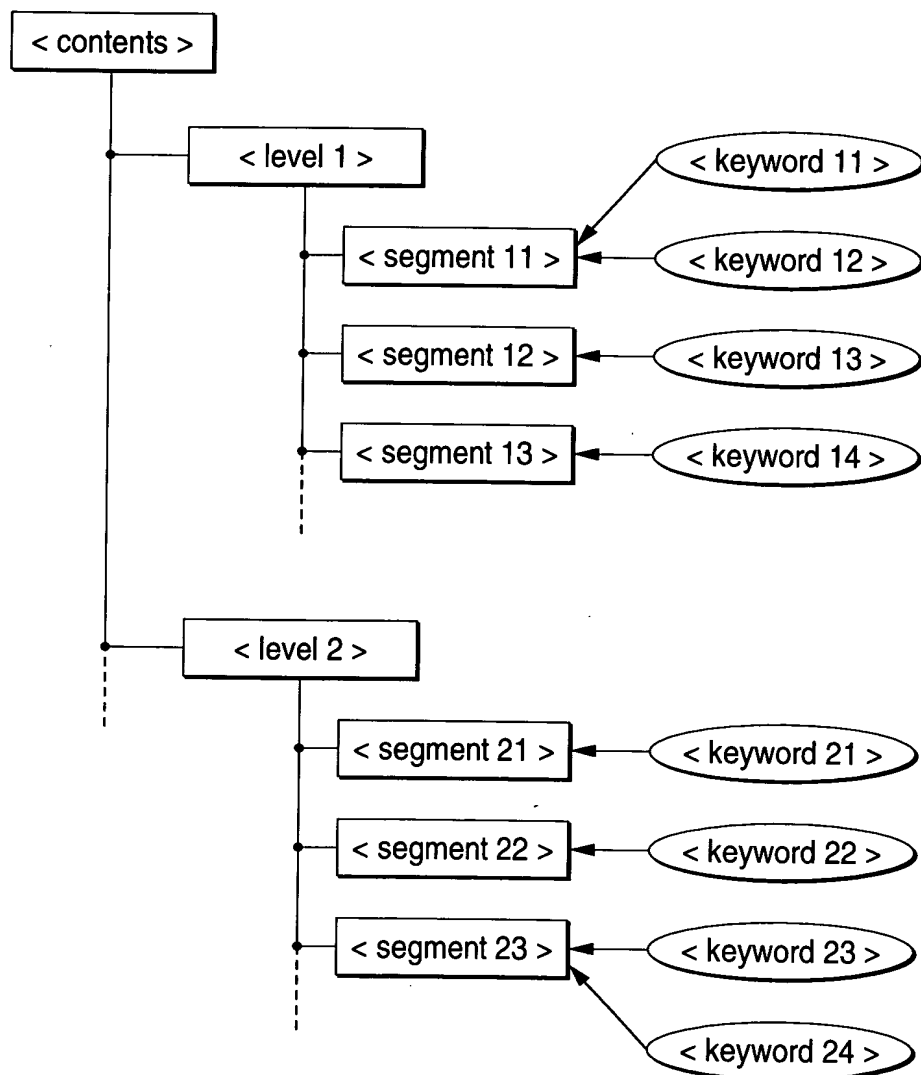 < contents >
< level 1 >
< keyword 11 >
< segment 11 >
< keyword 12 >
< segment 12 >
< keyword 13 >
< segment 13 >
< keyword 14 >
< level 2 >
< segment 21 >
< keyword 21 >
< segment 22 >
< keyword 22 >
< segment 23 >
< keyword 23 >
< keyword 24 >